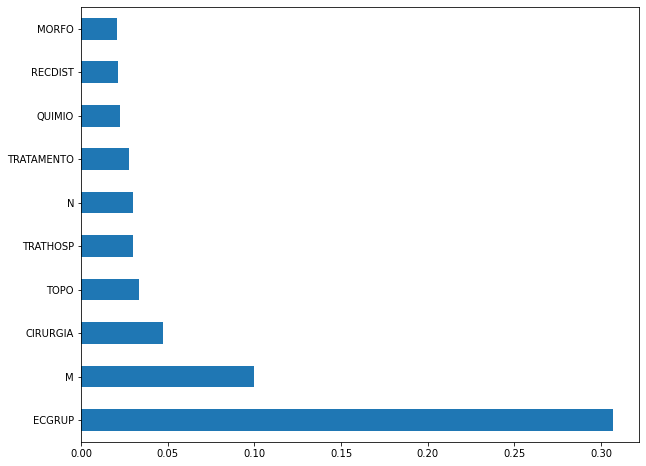 MORFO
RECDIST
QUIMIO
TRATAMENTO
N
TRATHOSP
TOPO
CIRURGIA
M
ECGRUP
0.00 0.05 0.10 0.15 0.20 0.25 0.30